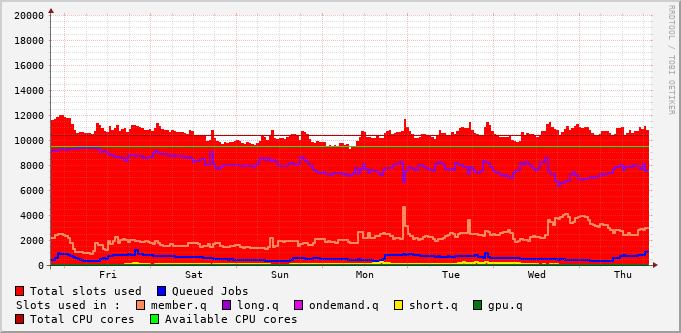 RRDTOOL / TOBI OETIKER
20000
18000
16000
14000
12000
10000
8000
6000
4000
2000
0
Fri Sat Sun Mon Tue Wed Thu
Total slots used Queued Jobs
Slots used in : member.q long.q ondemand.q short.q gpu.q
Total CPU cores Available CPU cores